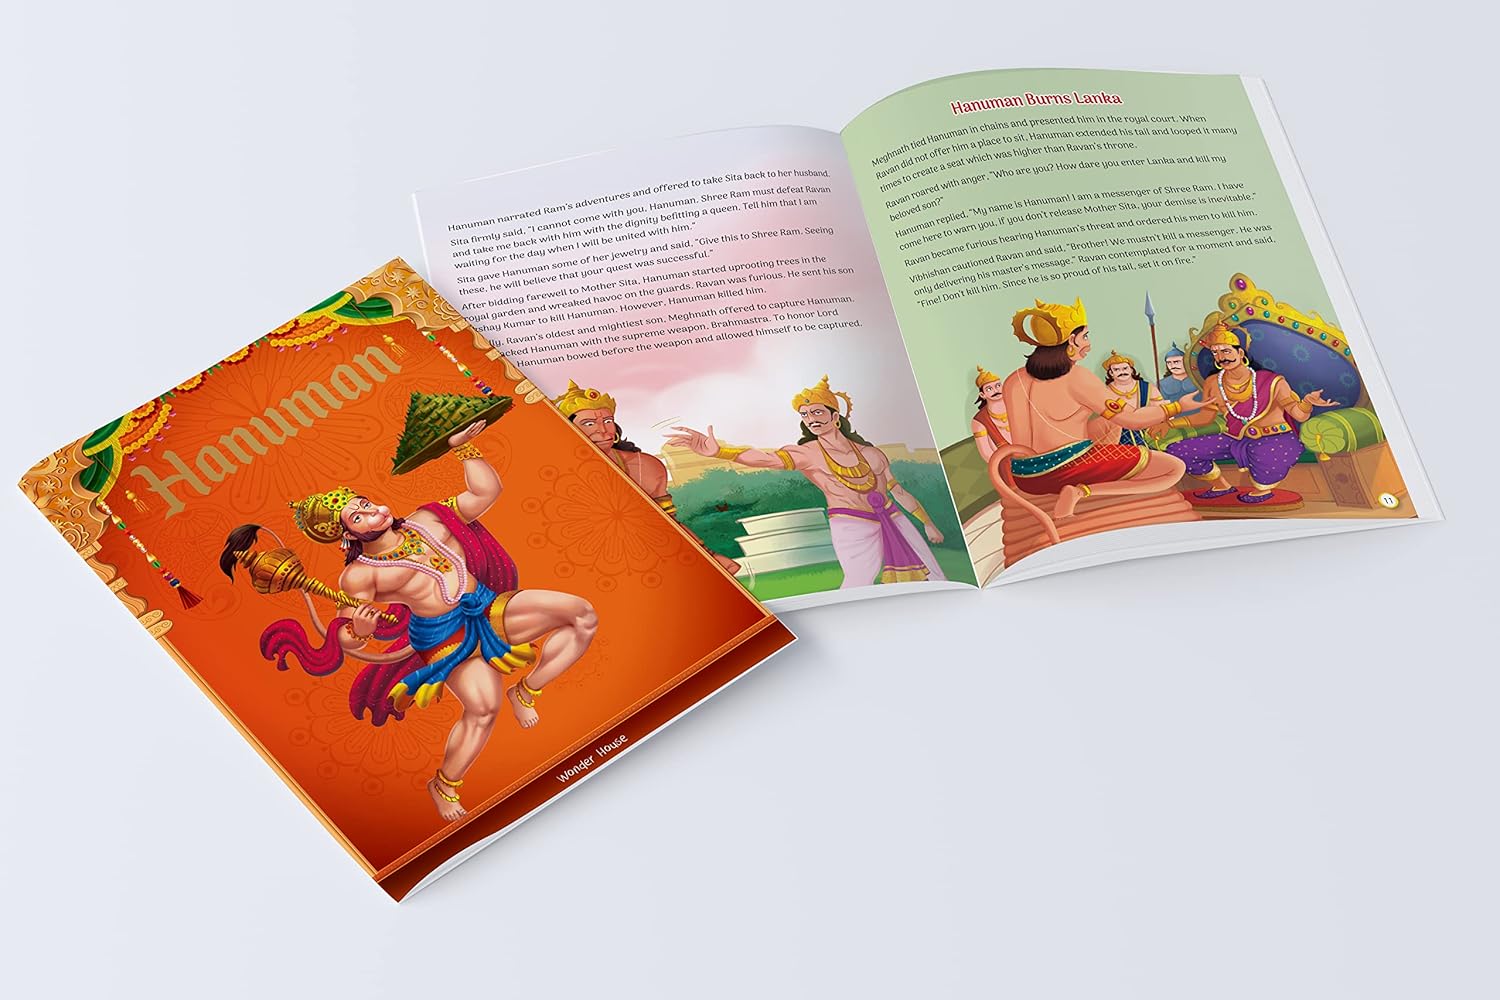 Hanuman
Wonder House
Hanuman narrated Ram's adventures and offered to take Sita back to her husband.
Sita firmly said, "I cannot come with you, Hanuman. Shree Ram must defeat Ravan
and take me back with him with the dignity befitting a queen. Tell him that I am
waiting for the day when I will be united with him."
Sita gave Hanuman some of her jewelry and said, "Give this to Shree Ram. Seeing
these, he will believe that your quest was successful."
After bidding farewell to Mother Sita, Hanuman started uprooting trees in the
royal garden and wreaked havoc on the guards. Ravan was furious. He sent his son
shay Kumar to kill Hanuman. However, Hanuman killed him.
lly, Ravan's oldest and mightiest son, Meghnath offered to capture Hanuman.
acked Hanuman with the supreme weapon, Brahmastra. To honor Lord
Hanuman bowed before the weapon and allowed himself to be captured.
Hanuman Burns Lanka
Meghnath tied Hanuman in chains and presented him in the royal court. When
Ravan did not offer him a place to sit, Hanuman extended his tail and looped it many
times to create a seat which was higher than Ravan's throne.
Ravan roared with anger, "Who are you? How dare you enter Lanka and kill my
beloved son?"
Hanuman replied, "My name is Hanuman! I am a messenger of Shree Ram. I have
come here to warn you, if you don't release Mother Sita, your demise is inevitable."
Ravan became furious hearing Hanuman's threat and ordered his men to kill him.
Vibhishan cautioned Ravan and said, "Brother! We mustn't kill a messenger. He was
only delivering his master's message." Ravan contemplated for a moment and said,
"Fine! Don't kill him. Since he is so proud of his tail, set it on fire."
11